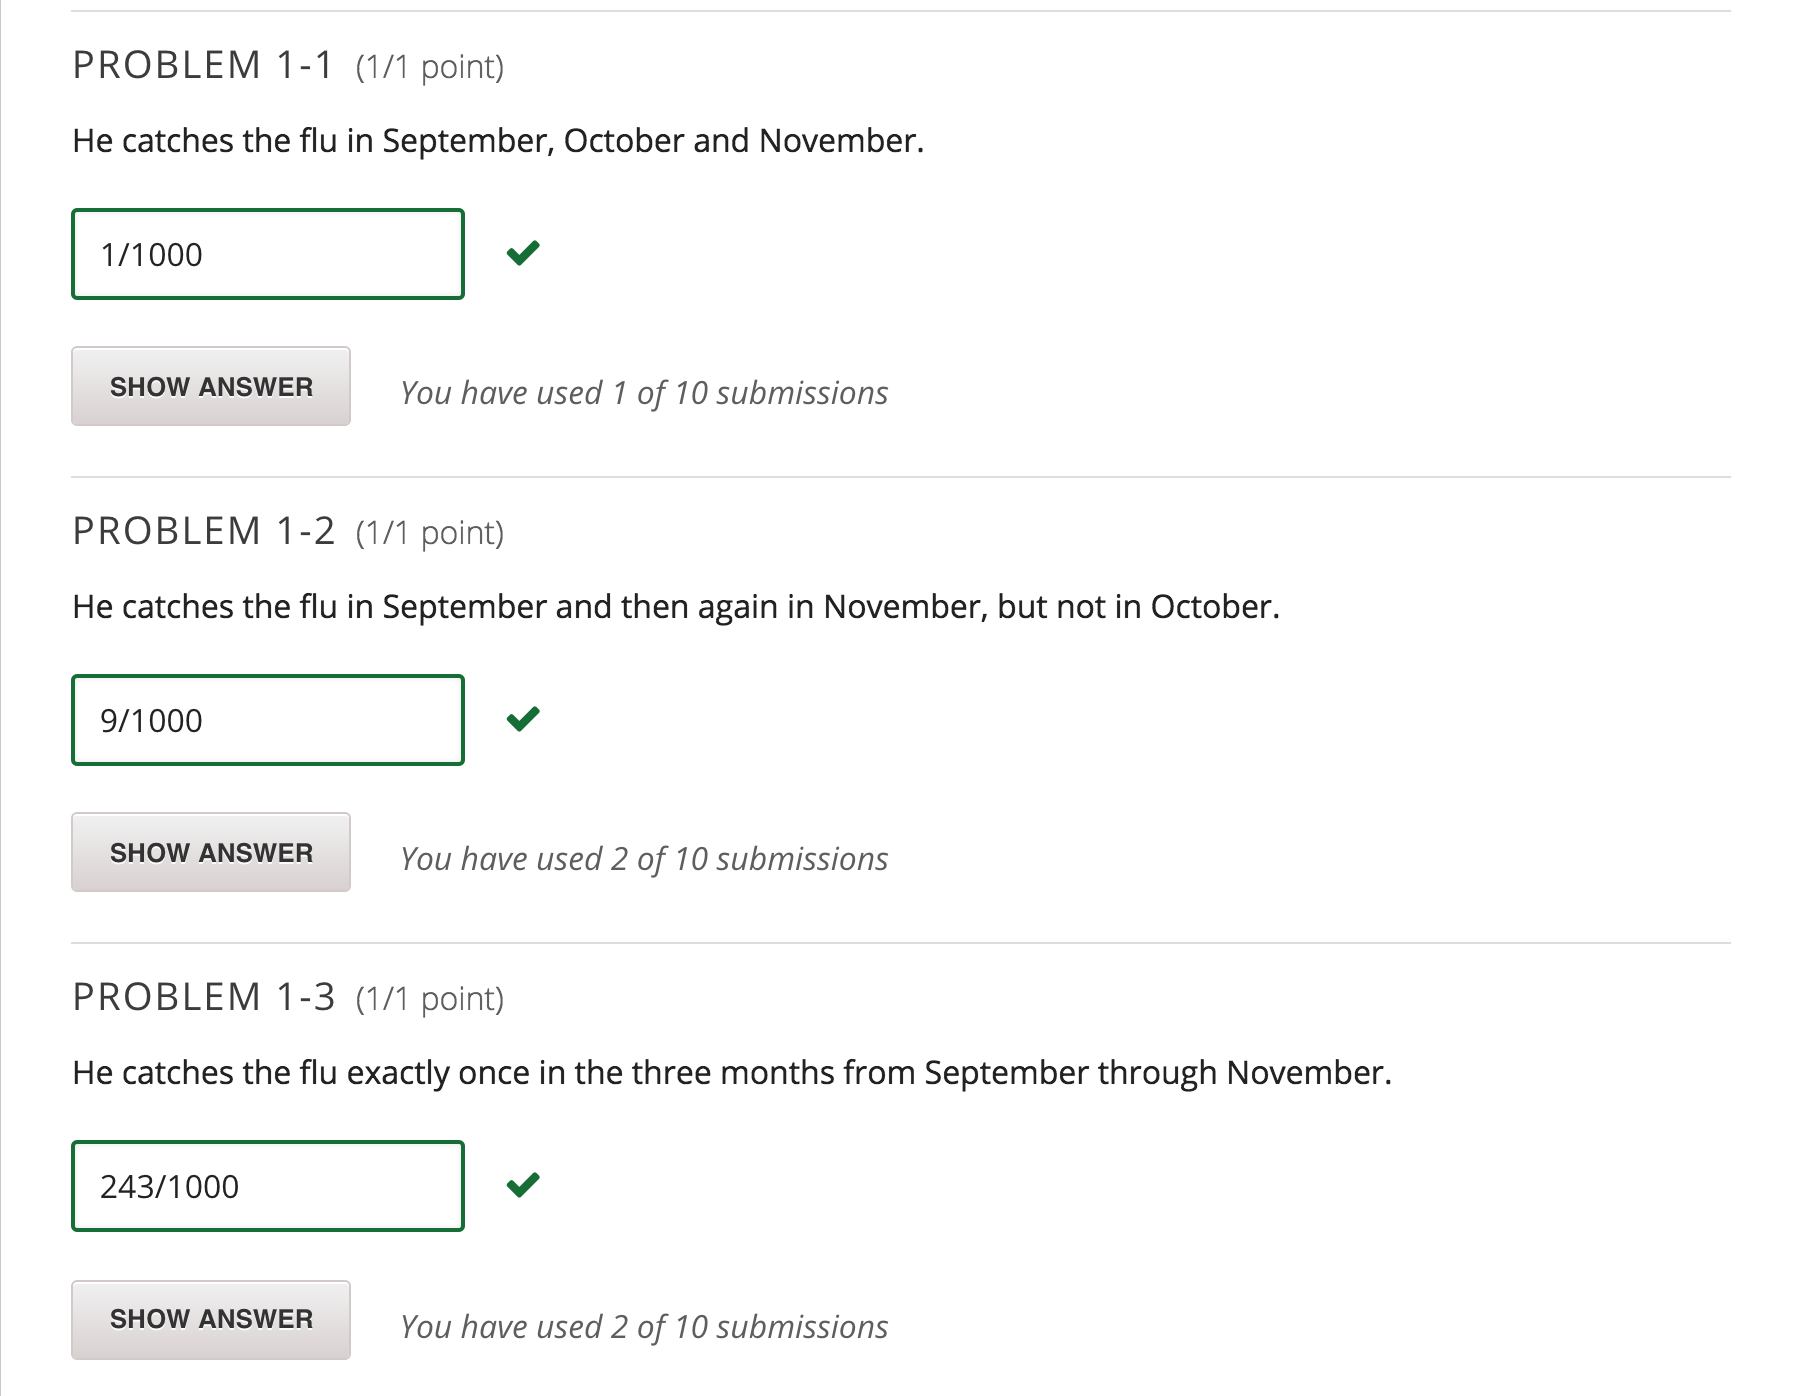 PROBLEM 1-1 (1/1 point)
He catches the flu in September, October and November.
1/1000
SHOW ANSWER You have used 1 of 10 submissions
PROBLEM 1-2 (1/1 point)
He catches the flu in September and then again in November, but not in October.
9/1000
SHOW ANSWER You have used 2 of 10 submissions
PROBLEM 1-3 (1/1 point)
He catches the flu exactly once in the three months from September through November.
243/1000
SHOW ANSWER You have used 2 of 10 submissions